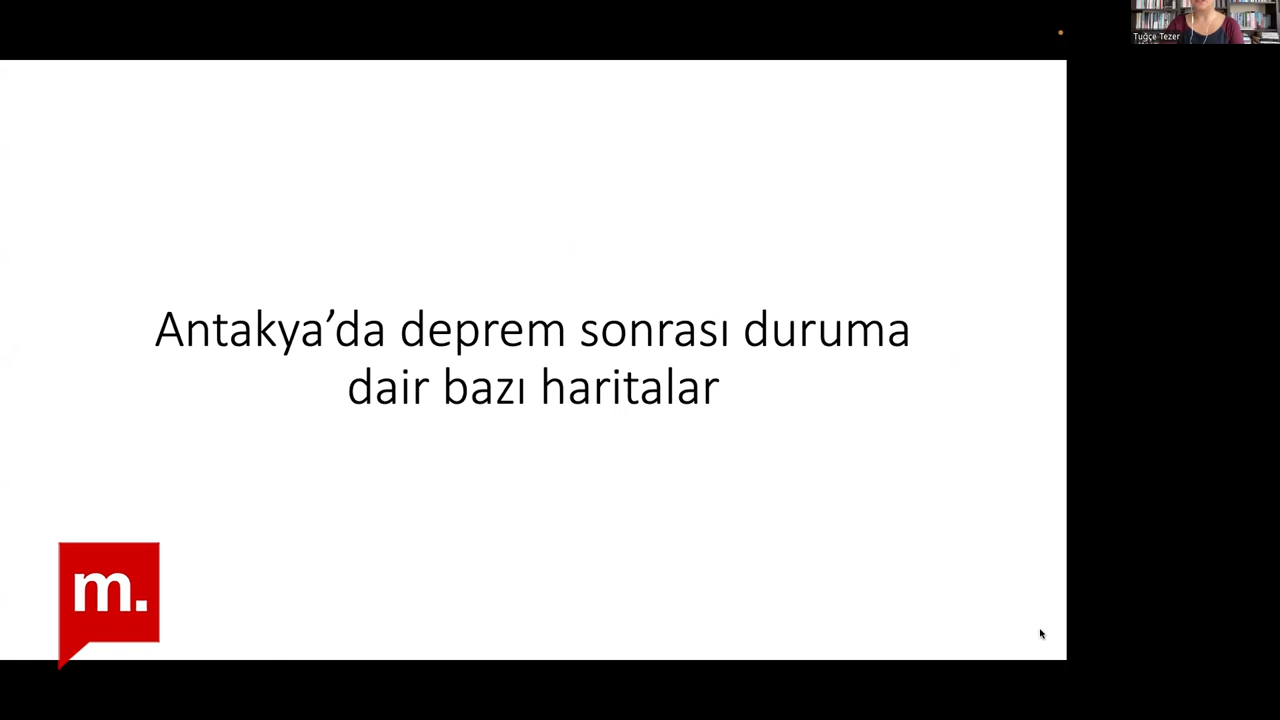 Tuğçe Tezer
Antakya’da deprem sonrası duruma
dair bazı haritalar
m.